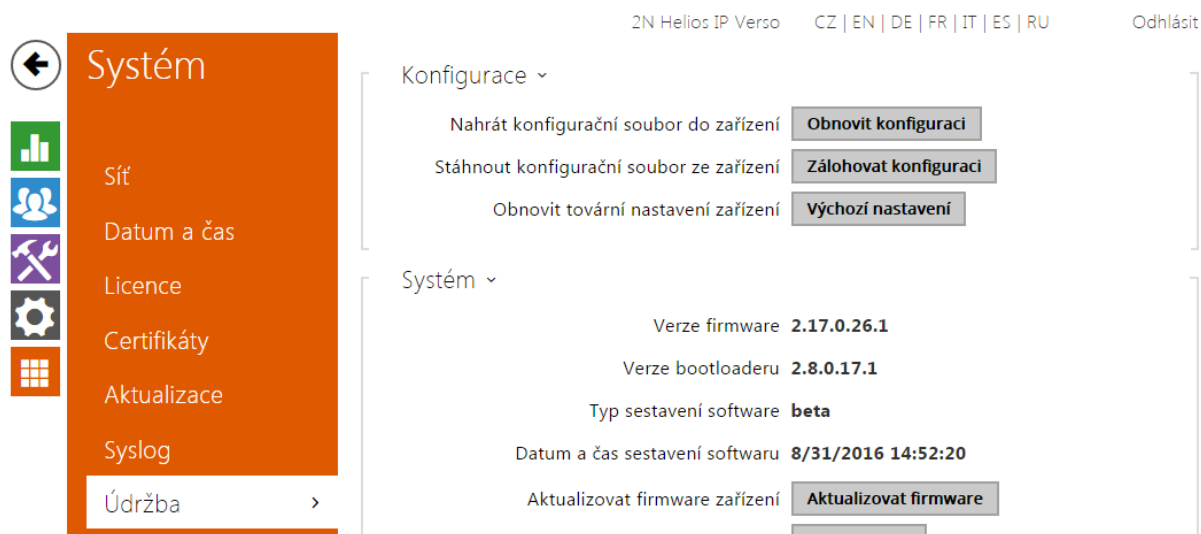 2N Helios IP Verso CZ | EN | DE | FR | IT | ES | RU Odhlásit
Systém
Síť
Datum a čas
Licence
Certifikáty
Aktualizace
Syslog
Údržba
Konfigurace
Nahrát konfigurační soubor do zařízení Obnovit konfiguraci
Stáhnout konfigurační soubor ze zařízení Zálohovat konfiguraci
Obnovit tovární nastavení zařízení Výchozí nastavení
Systém
Verze firmware 2.17.0.26.1
Verze bootloaderu 2.8.0.17.1
Typ sestavení software beta
Datum a čas sestavení softwaru 8/31/2016 14:52:20
Aktualizovat firmware zařízení Aktualizovat firmware